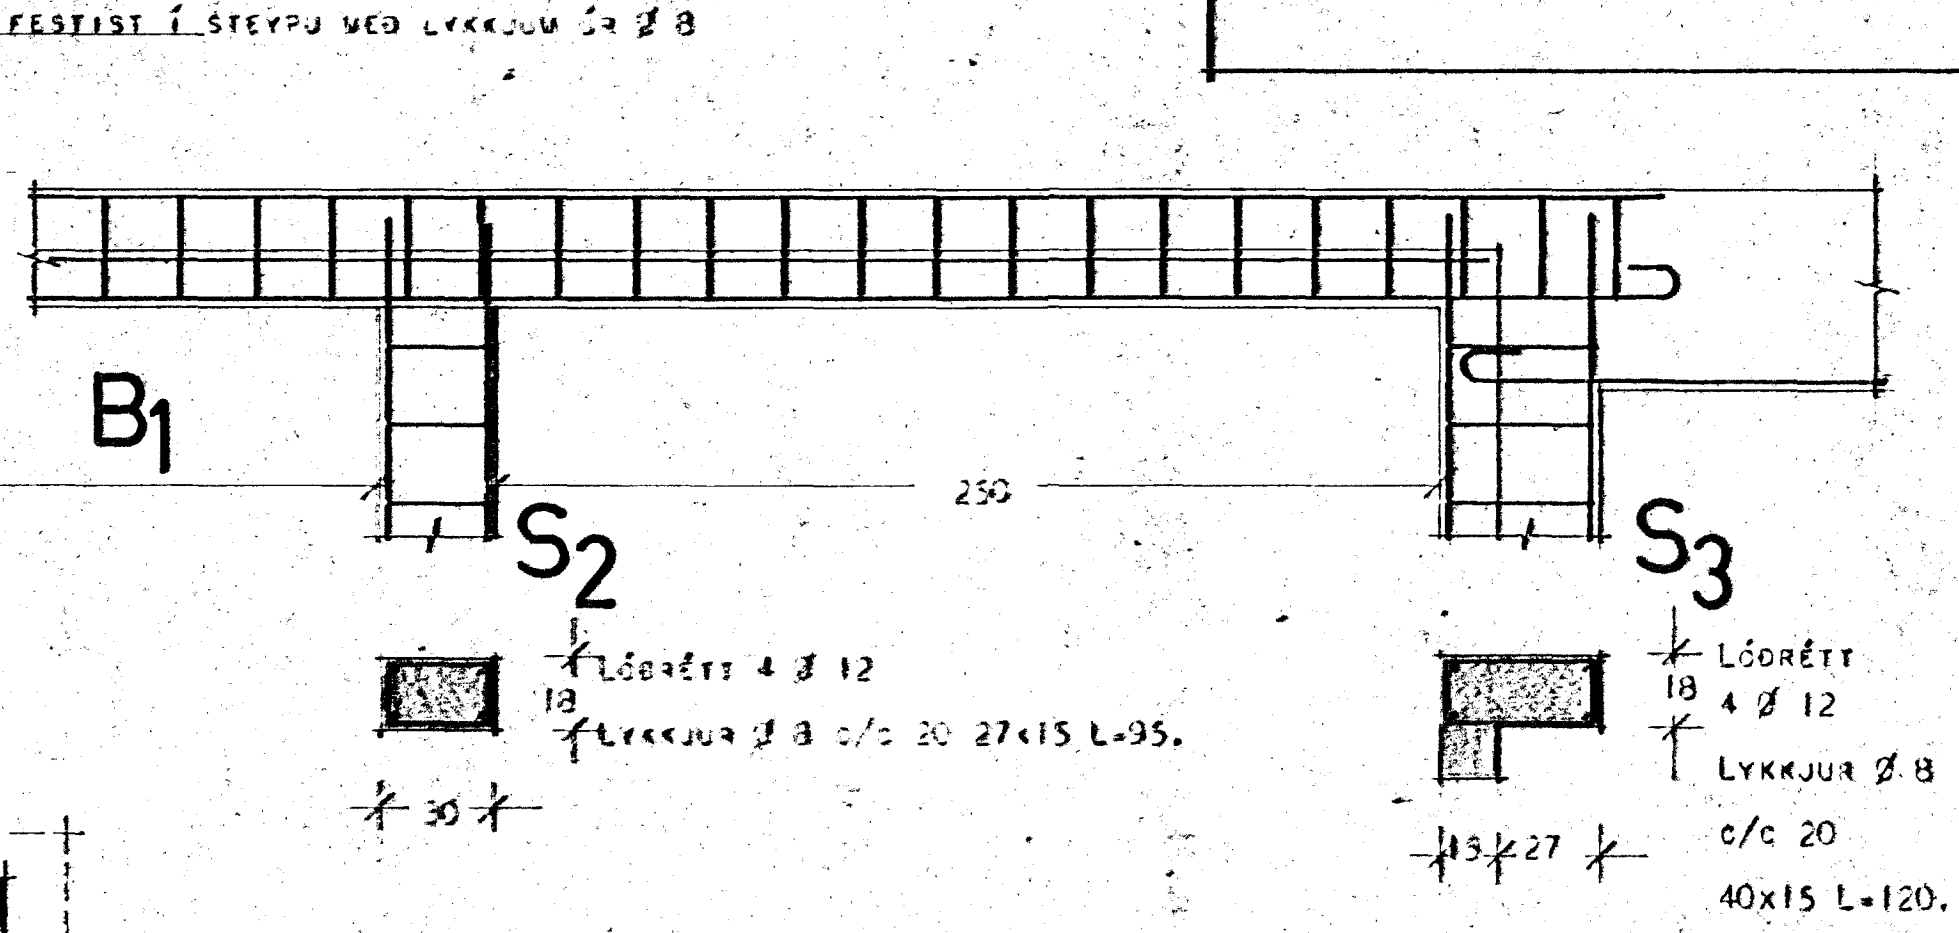 FESTIST Í STEYPU MEÐ LYKKJUM ÚR Ø 8
B1
250
S2
S3
LÓÐRÉTT 4 Ø 12
18
LYKKJUR Ø 8 c/c 20 27x15 L=95.
30
LÓÐRÉTT
18
4 Ø 12
LYKKJUR Ø 8
c/c 20
13 27
40x15 L=120.